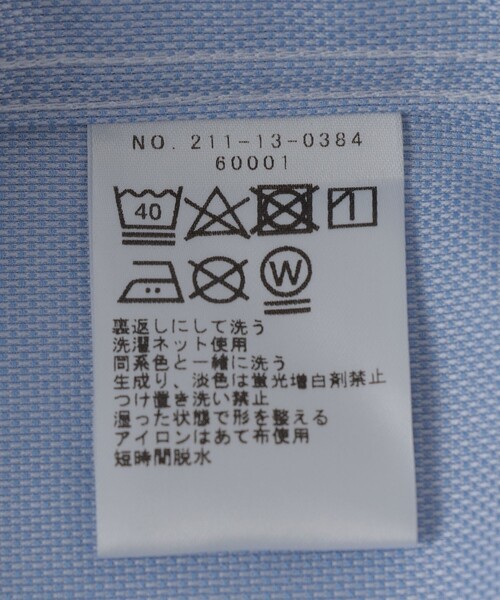 NO. 211-13-0384
60001
40
W
裏返しにして洗う
洗濯ネット使用
同系色と一緒に洗う
生成り、淡色は蛍光増白剤禁止
つけ置き洗い禁止
湿った状態で形を整える
アイロンはあて布使用
短時間脱水